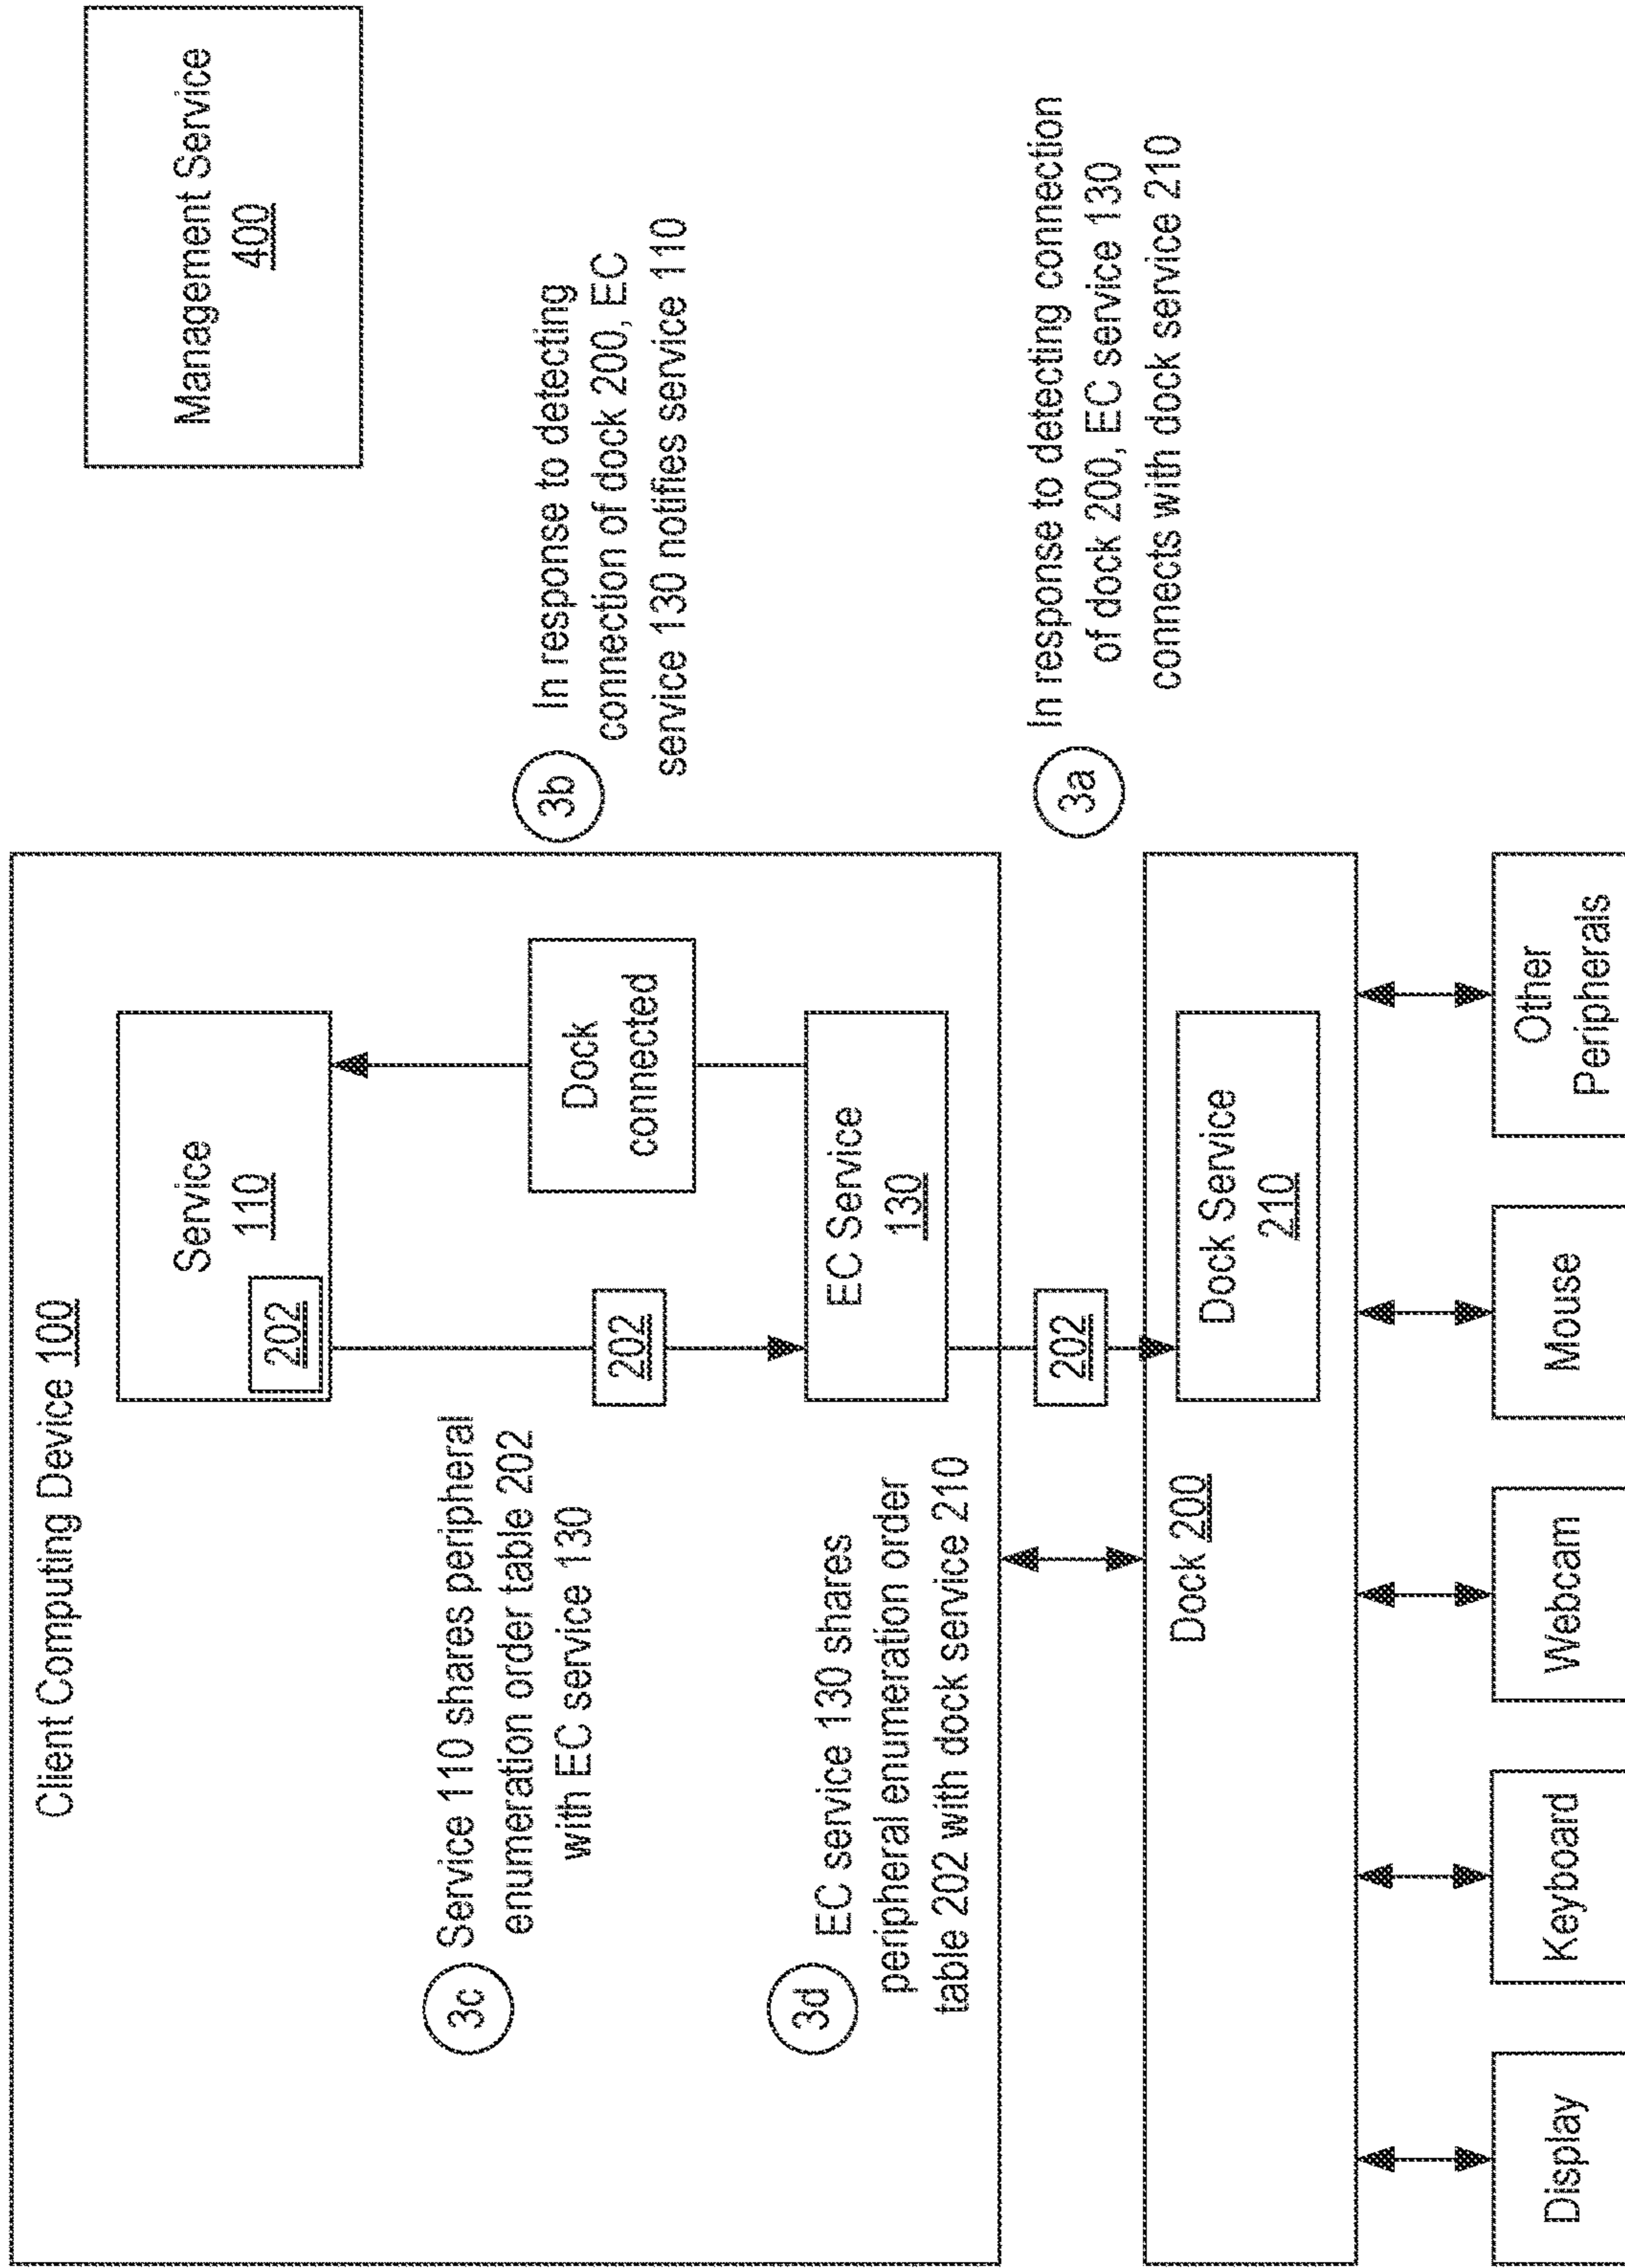 Client Computing Device 100
Management Service
400
Service
110
202
3c
Service 110 shares peripheral
enumeration order table 202
with EC service 130
202
Dock
connected
3b
In response to detecting
connection of dock 200, EC
service 130 notifies service 110
3d
EC service 130 shares
peripheral enumeration order
table 202 with dock service 210
EC Service
130
202
3a
In response to detecting connection
of dock 200, EC service 130
connects with dock service 210
Dock 200
Dock Service
210
Display
Keyboard
Webcam
Mouse
Other
Peripherals